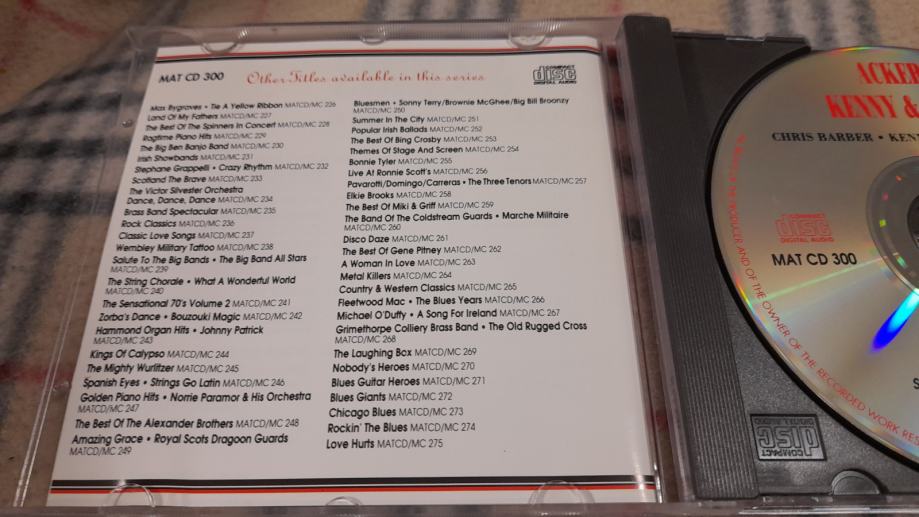 MAT CD 300
Other Titles available in this series
COMPACT
disc
DIGITAL AUDIO
Max Bygraves • Tie A Yellow Ribbon MATCD/MC 226
Land Of My Fathers MATCD/MC 227
The Best Of The Spinners In Concert MATCD/MC 228
Ragtime Piano Hits MATCD/MC 229
The Big Ben Banjo Band MATCD/MC 230
Irish Showbands MATCD/MC 231
Stephane Grappelli • Crazy Rhythm MATCD/MC 232
Scotland The Brave MATCD/MC 233
The Victor Silvester Orchestra
Dance, Dance, Dance MATCD/MC 234
Brass Band Spectacular MATCD/MC 235
Rock Classics MATCD/MC 236
Classic Love Songs MATCD/MC 237
Wembley Military Tattoo MATCD/MC 238
Salute To The Big Bands • The Big Band All Stars
MATCD/MC 239
The String Chorale • What A Wonderful World
MATCD/MC 240
The Sensational 70's Volume 2 MATCD/MC 241
Zorba's Dance • Bouzouki Magic MATCD/MC 242
Hammond Organ Hits • Johnny Patrick
MATCD/MC 243
Kings Of Calypso MATCD/MC 244
The Mighty Wurlitzer MATCD/MC 245
Spanish Eyes • Strings Go Latin MATCD/MC 246
Golden Piano Hits • Norrie Paramor & His Orchestra
MATCD/MC 247
The Best Of The Alexander Brothers MATCD/MC 248
Amazing Grace • Royal Scots Dragoon Guards
MATCD/MC 249
Bluesmen • Sonny Terry/Brownie McGhee/Big Bill Broonzy
MATCD/MC 250
Summer In The City MATCD/MC 251
Popular Irish Ballads MATCD/MC 252
The Best Of Bing Crosby MATCD/MC 253
Themes Of Stage And Screen MATCD/MC 254
Bonnie Tyler MATCD/MC 255
Live At Ronnie Scott's MATCD/MC 256
Pavarotti/Domingo/Carreras • The Three Tenors MATCD/MC 257
Elkie Brooks MATCD/MC 258
The Best Of Miki & Griff MATCD/MC 259
The Band Of The Coldstream Guards • Marche Militaire
MATCD/MC 260
Disco Daze MATCD/MC 261
The Best Of Gene Pitney MATCD/MC 262
A Woman In Love MATCD/MC 263
Metal Killers MATCD/MC 264
Country & Western Classics MATCD/MC 265
Fleetwood Mac • The Blues Years MATCD/MC 266
Michael O'Duffy • A Song For Ireland MATCD/MC 267
Grimethorpe Colliery Brass Band • The Old Rugged Cross
MATCD/MC 268
The Laughing Box MATCD/MC 269
Nobody's Heroes MATCD/MC 270
Blues Guitar Heroes MATCD/MC 271
Blues Giants MATCD/MC 272
Chicago Blues MATCD/MC 273
Rockin' The Blues MATCD/MC 274
Love Hurts MATCD/MC 275
ACKER
KENNY &
CHRIS BARBER • KENN
COMPACT
disc
DIGITAL AUDIO
MAT CD 300
PRODUCER AND OF THE OWNER OF THE RECORDED WORK RES
COMPACT
disc
DIGITAL AUDIO